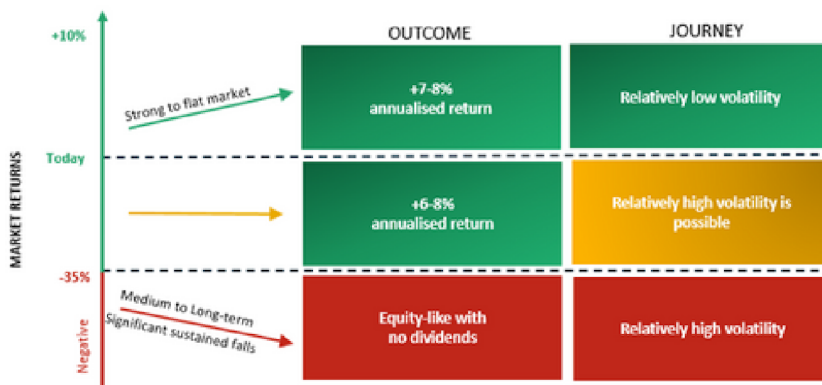 OUTCOME
JOURNEY
+10%
Strong to flat market
+7-8%
annualised return
Relatively low volatility
Today
MARKET RETURNS
+6-8%
annualised return
Relatively high volatility is
possible
-35%
Medium to Long-term
Significant sustained falls
Negative
Equity-like with
no dividends
Relatively high volatility